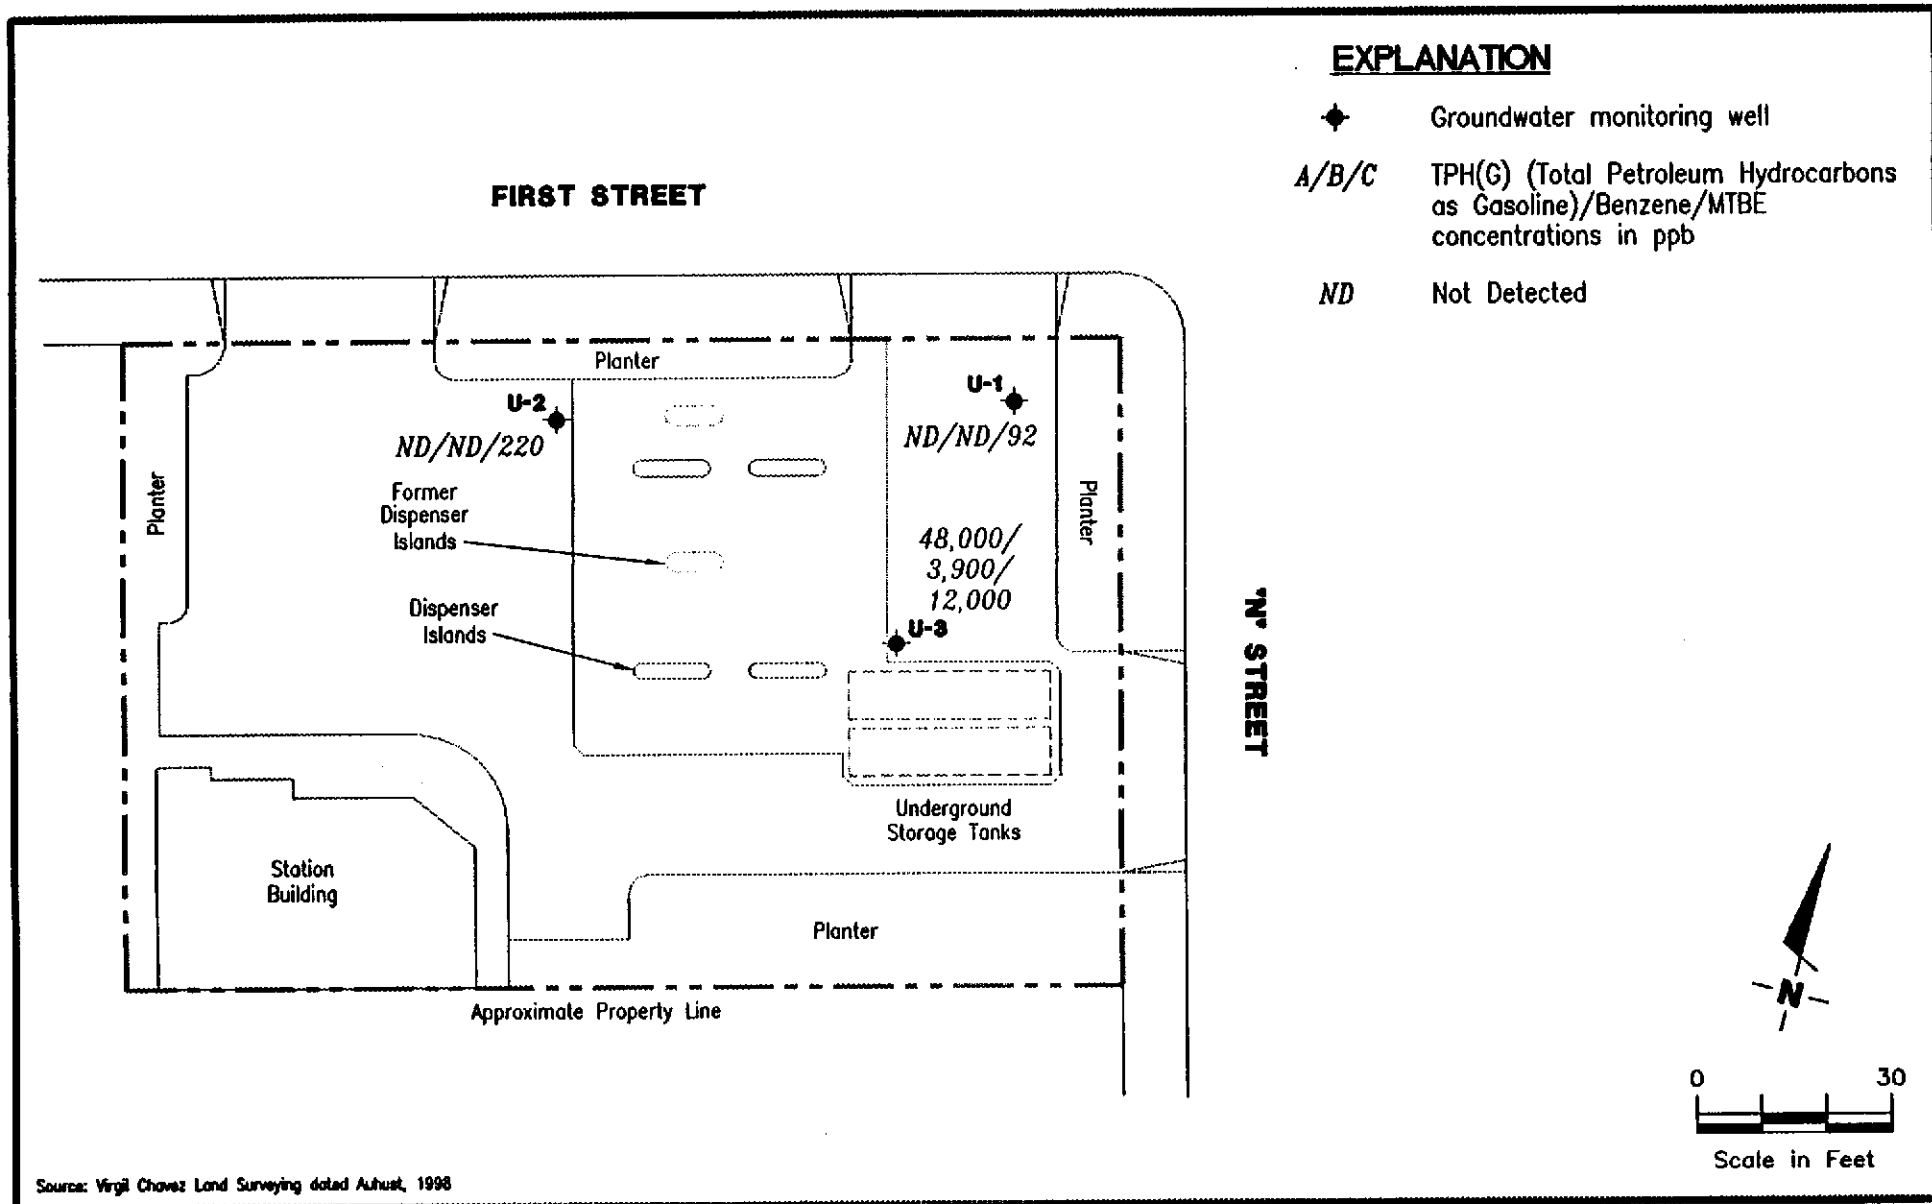 EXPLANATION
Groundwater monitoring well
A/B/C TPH(G) (Total Petroleum Hydrocarbons
as Gasoline)/Benzene/MTBE
concentrations in ppb
ND Not Detected
FIRST STREET
Planter
U-2
ND/ND/220
U-1
ND/ND/92
Planter
Former
Dispenser
Islands
Planter
48,000/
3,900/
12,000
Dispenser
Islands
U-3
"N" STREET
Underground
Storage Tanks
Station
Building
Planter
Approximate Property Line
N
0 30
Scale in Feet
Source: Virgil Chavez Land Surveying dated Auhust, 1998